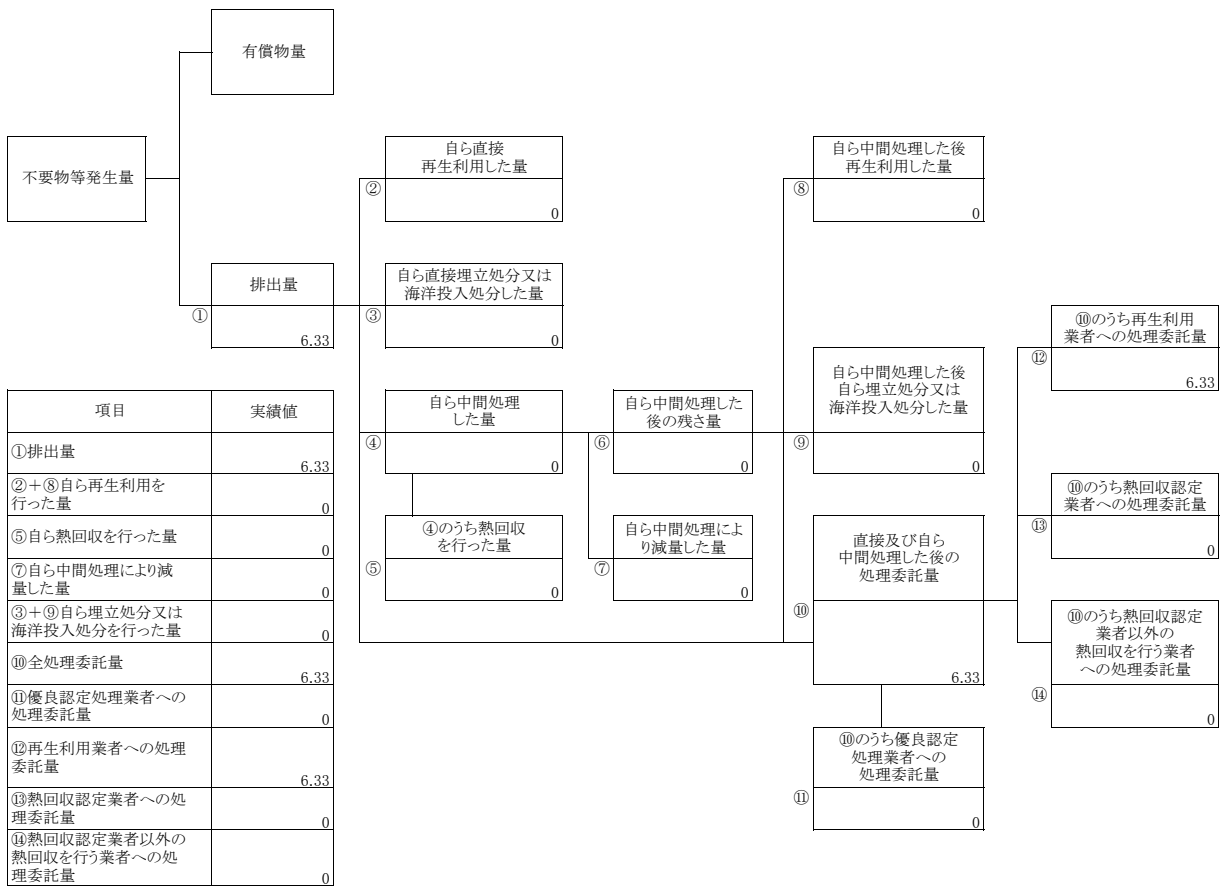 有償物量
不要物等発生量
自ら直接
再生利用した量
②
0
自ら中間処理した後
再生利用した量
⑧
0
排出量
①
6.33
自ら直接埋立処分又は
海洋投入処分した量
③
0
⑩のうち再生利用
業者への処理委託量
⑫
6.33
自ら中間処理した後
自ら埋立処分又は
海洋投入処分した量
⑨
0
自ら中間処理
した量
④
0
自ら中間処理した
後の残さ量
⑥
0
⑩のうち熱回収認定
業者への処理委託量
⑬
0
④のうち熱回収
を行った量
⑤
0
自ら中間処理によ
り減量した量
⑦
0
直接及び自ら
中間処理した後の
処理委託量
⑩
6.33
⑩のうち熱回収認定
業者以外の
熱回収を行う業者
への処理委託量
⑭
0
⑩のうち優良認定
処理業者への
処理委託量
⑪
0
項目 実績値
①排出量
6.33
②+⑧自ら再生利用を
行った量
0
⑤自ら熱回収を行った量
0
⑦自ら中間処理により減
量した量
0
③+⑨自ら埋立処分又は
海洋投入処分を行った量
0
⑩全処理委託量
6.33
⑪優良認定処理業者への
処理委託量
0
⑫再生利用業者への処理
委託量
6.33
⑬熱回収認定業者への処
理委託量
0
⑭熱回収認定業者以外の
熱回収を行う業者への処
理委託量
0